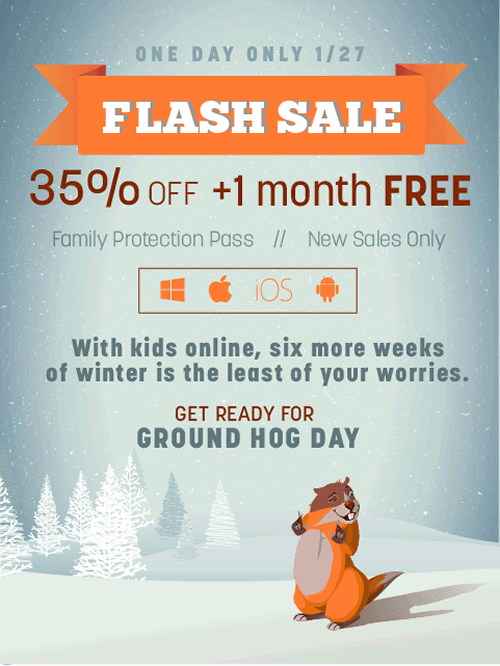 ONE DAY ONLY 1/27
FLASH SALE
35% OFF +1 month FREE
Family Protection Pass // New Sales Only
iOS
With kids online, six more weeks
of winter is the least of your worries.
GET READY FOR
GROUND HOG DAY